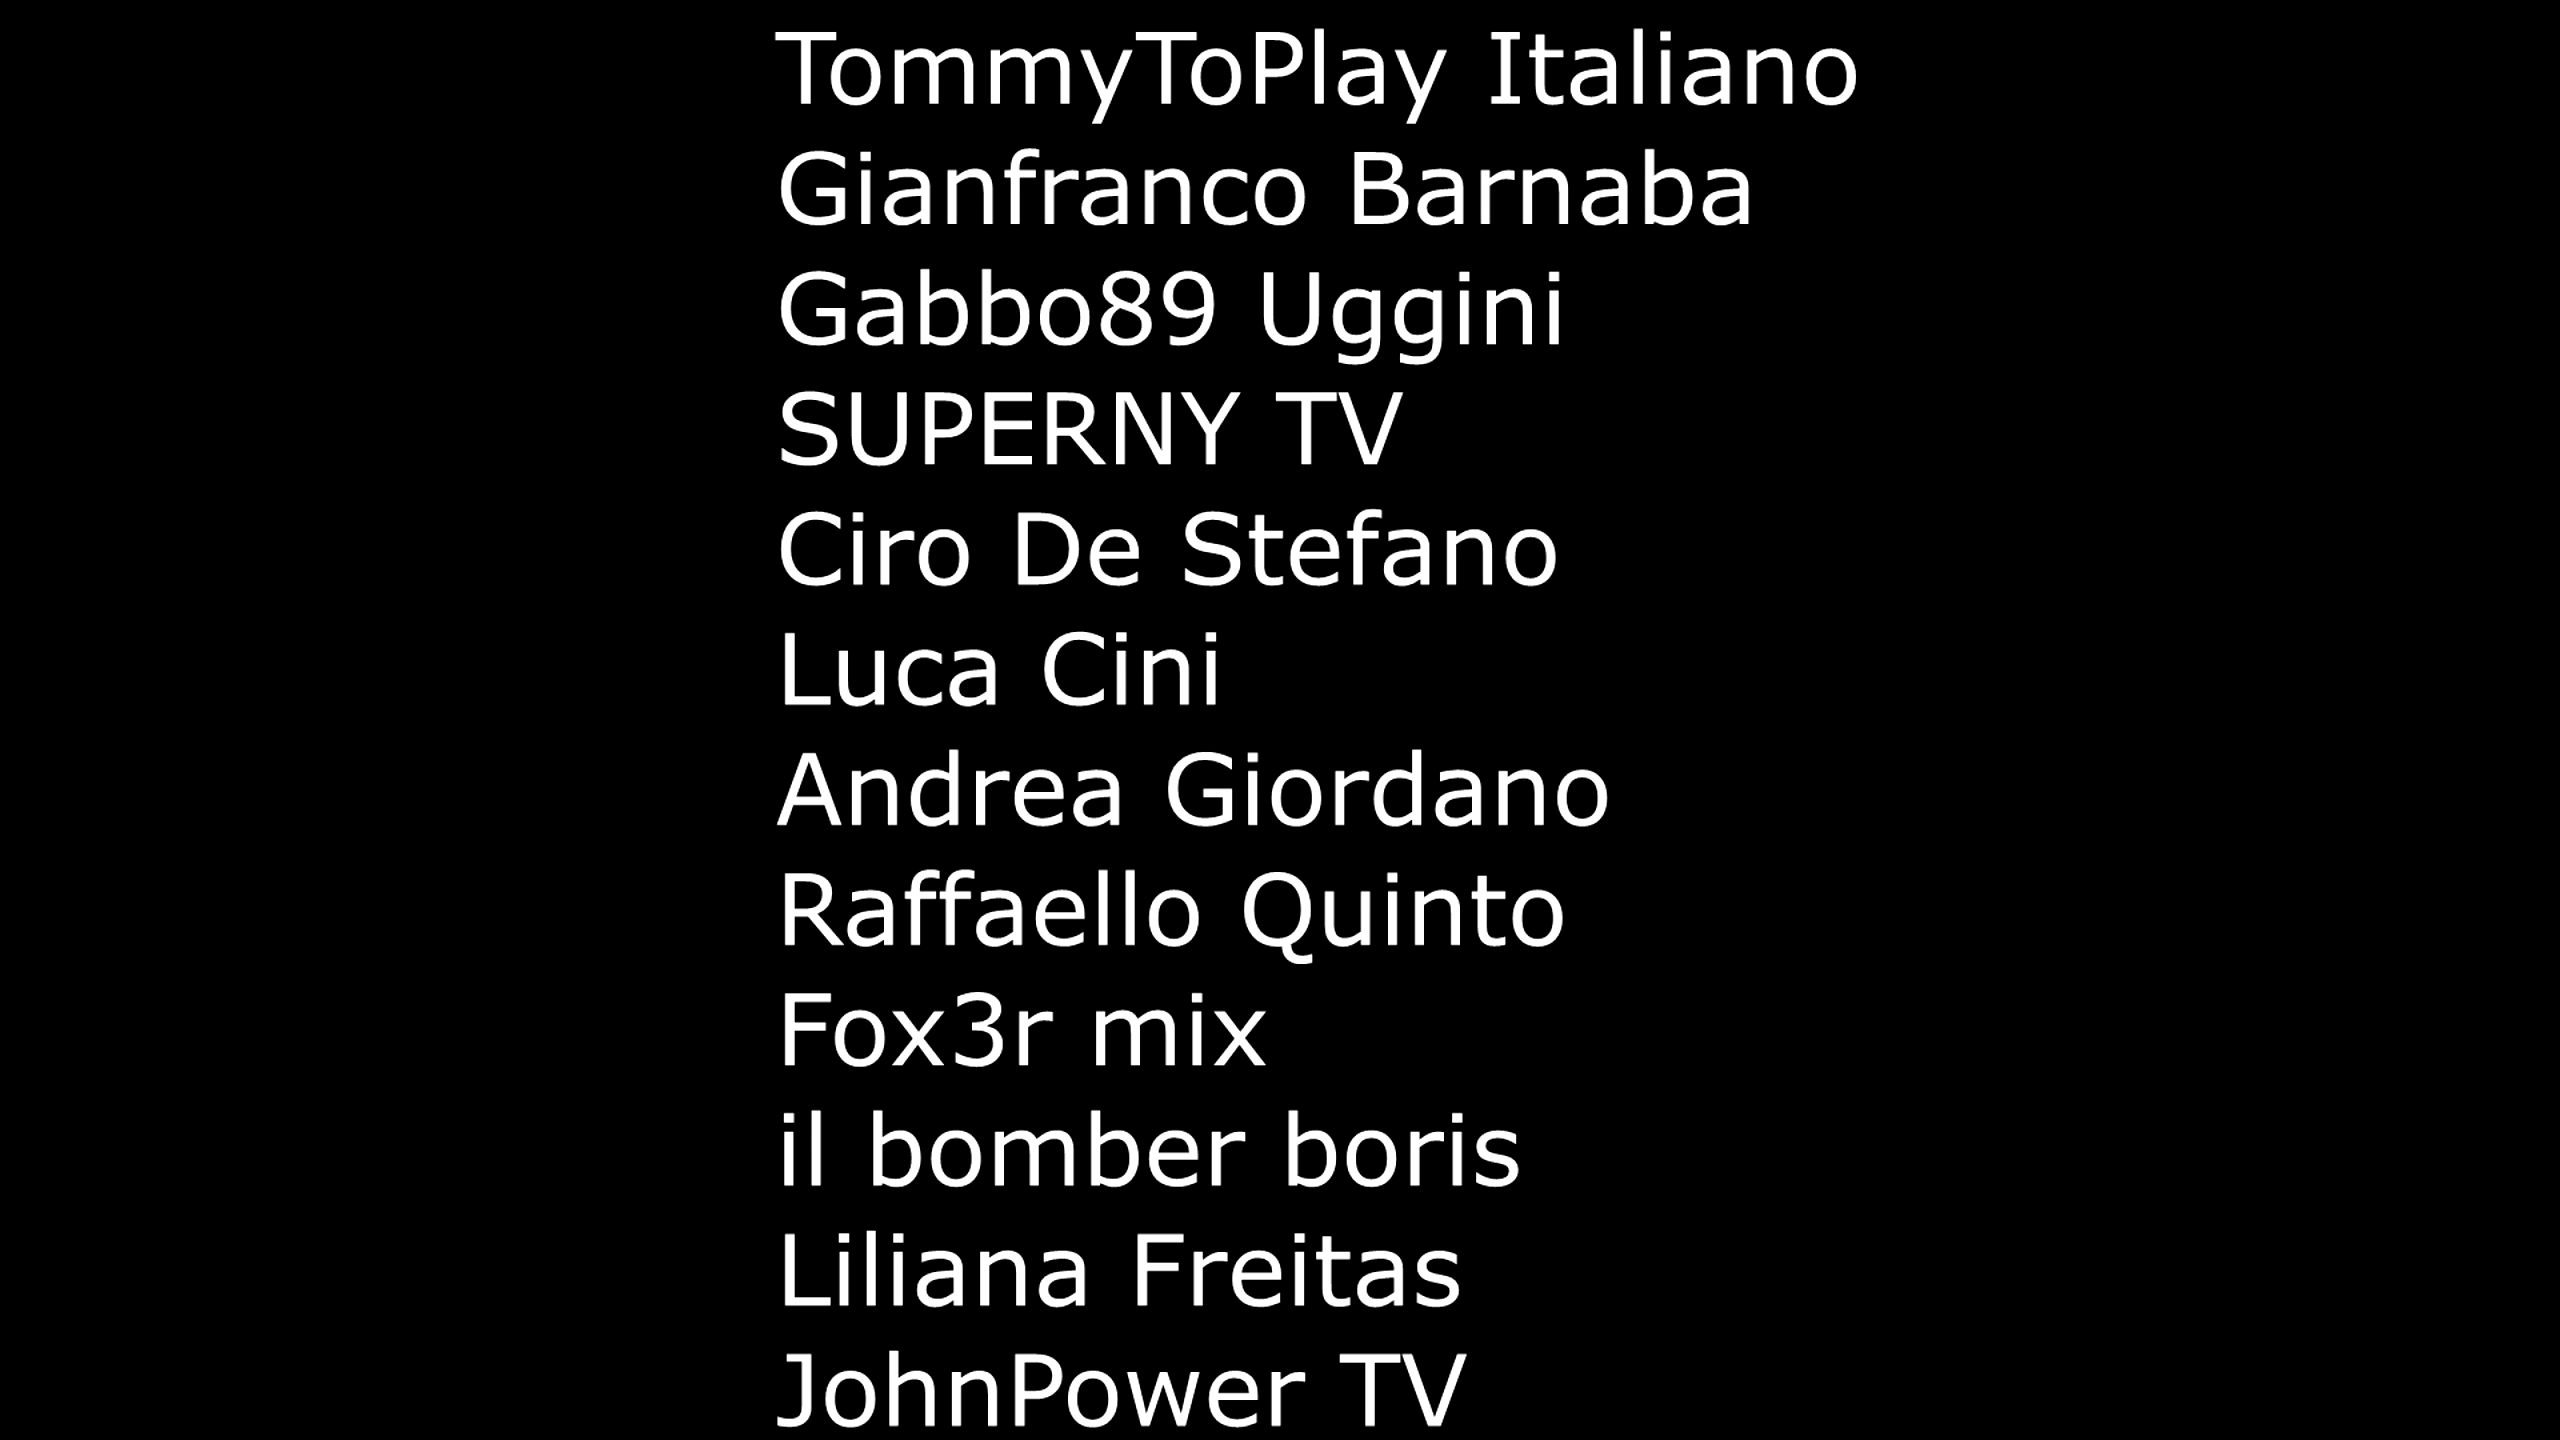 TommyToPlay Italiano
Gianfranco Barnaba
Gabbo89 Uggini
SUPERNY TV
Ciro De Stefano
Luca Cini
Andrea Giordano
Raffaello Quinto
Fox3r mix
il bomber boris
Liliana Freitas
JohnPower TV